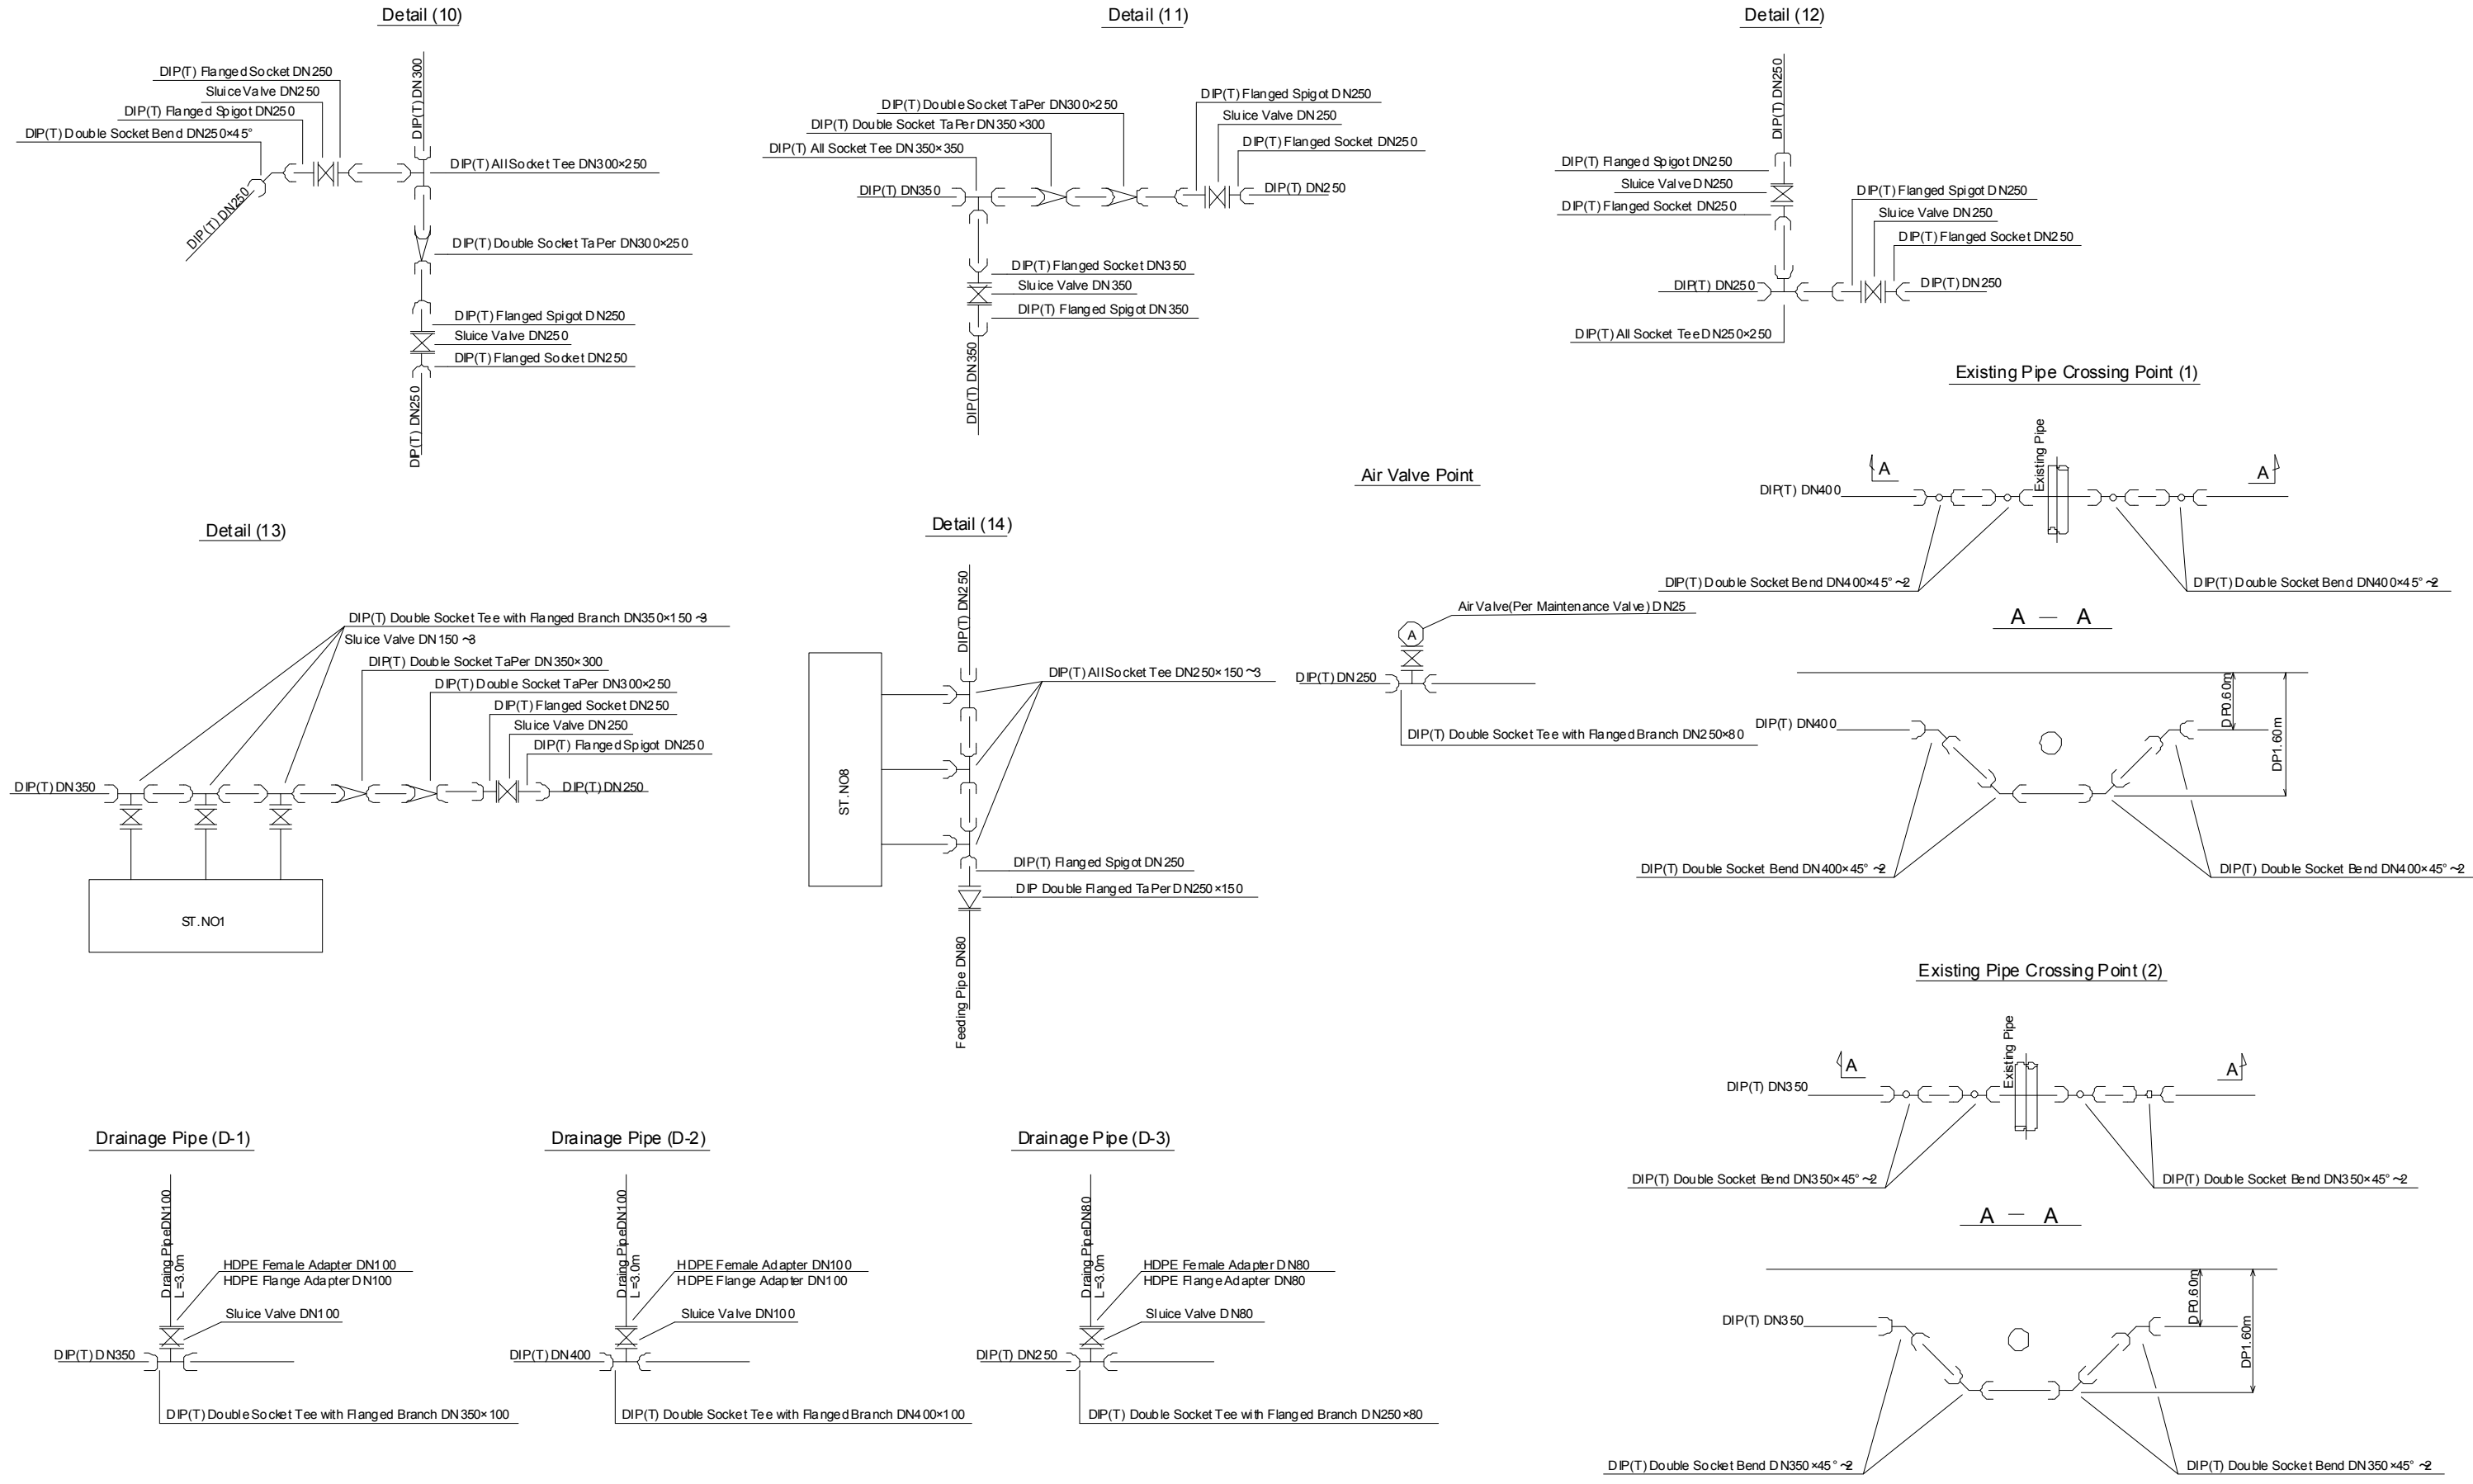 Detail (10)
DIP(T) DN300
DIP(T) Flanged Socket DN250
Sluice Valve DN250
DIP(T) Flanged Spigot DN250
DIP(T) Double Socket Bend DN250×45°
DIP(T) All Socket Tee DN300×250
DIP(T) DN250
DIP(T) Double Socket TaPer DN300×250
DIP(T) Flanged Spigot DN250
Sluice Valve DN250
DIP(T) Flanged Socket DN250
DIP(T) DN250
Detail (11)
DIP(T) Flanged Spigot DN250
DIP(T) Double Socket TaPer DN300×250
Sluice Valve DN250
DIP(T) Double Socket TaPer DN350×300
DIP(T) Flanged Socket DN250
DIP(T) All Socket Tee DN350×350
DIP(T) DN350
DIP(T) DN250
DIP(T) Flanged Socket DN350
Sluice Valve DN350
DIP(T) Flanged Spigot DN350
DIP(T) DN350
Detail (12)
DIP(T) DN250
DIP(T) Flanged Spigot DN250
Sluice Valve DN250
DIP(T) Flanged Socket DN250
DIP(T) Flanged Spigot DN250
Sluice Valve DN250
DIP(T) Flanged Socket DN250
DIP(T) DN250
DIP(T) DN250
DIP(T) All Socket Tee DN250×250
Existing Pipe Crossing Point (1)
Existing Pipe
A
A
DIP(T) DN400
DIP(T) Double Socket Bend DN400×45° ~2
DIP(T) Double Socket Bend DN400×45° ~2
A — A
DIP(T) DN400
DP0.60m
DP1.60m
DIP(T) Double Socket Bend DN400×45° ~2
DIP(T) Double Socket Bend DN400×45° ~2
Air Valve Point
Air Valve(Per Maintenance Valve) DN25
A
DIP(T) DN250
DIP(T) Double Socket Tee with Flanged Branch DN250×80
Detail (13)
DIP(T) Double Socket Tee with Flanged Branch DN350×150 ~3
Sluice Valve DN150 ~3
DIP(T) Double Socket TaPer DN350×300
DIP(T) Double Socket TaPer DN300×250
DIP(T) Flanged Socket DN250
Sluice Valve DN250
DIP(T) Flanged Spigot DN250
DIP(T) DN350
DIP(T) DN250
ST.NO1
Detail (14)
DIP(T) DN250
DIP(T) All Socket Tee DN250×150 ~3
ST.NO8
DIP(T) Flanged Spigot DN250
DIP Double Flanged TaPer DN250×150
Feeding Pipe DN80
Existing Pipe Crossing Point (2)
Existing Pipe
A
A
DIP(T) DN350
DIP(T) Double Socket Bend DN350×45° ~2
DIP(T) Double Socket Bend DN350×45° ~2
A — A
DIP(T) DN350
DP0.60m
DP1.60m
DIP(T) Double Socket Bend DN350×45° ~2
DIP(T) Double Socket Bend DN350×45° ~2
Drainage Pipe (D-1)
Draing PipeDN100
L=3.0m
HDPE Female Adapter DN100
HDPE Flange Adapter DN100
Sluice Valve DN100
DIP(T) DN350
DIP(T) Double Socket Tee with Flanged Branch DN350×100
Drainage Pipe (D-2)
Draing PipeDN100
L=3.0m
HDPE Female Adapter DN100
HDPE Flange Adapter DN100
Sluice Valve DN100
DIP(T) DN400
DIP(T) Double Socket Tee with Flanged Branch DN400×100
Drainage Pipe (D-3)
Draing PipeDN80
L=3.0m
HDPE Female Adapter DN80
HDPE Flange Adapter DN80
Sluice Valve DN80
DIP(T) DN250
DIP(T) Double Socket Tee with Flanged Branch DN250×80